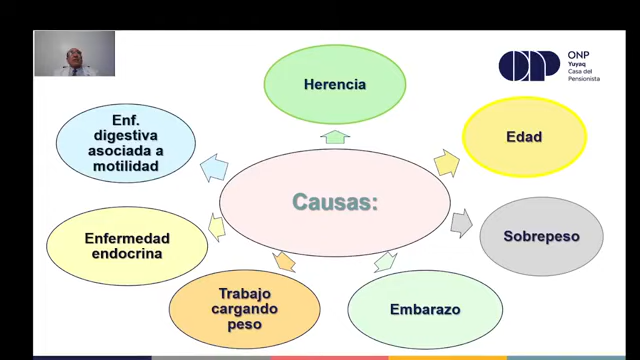 ONP
Yuyaq
Casa del
Pensionista
Herencia
Edad
Sobrepeso
Embarazo
Trabajo
cargando
peso
Enfermedad
endocrina
Enf.
digestiva
asociada a
motilidad
Causas: